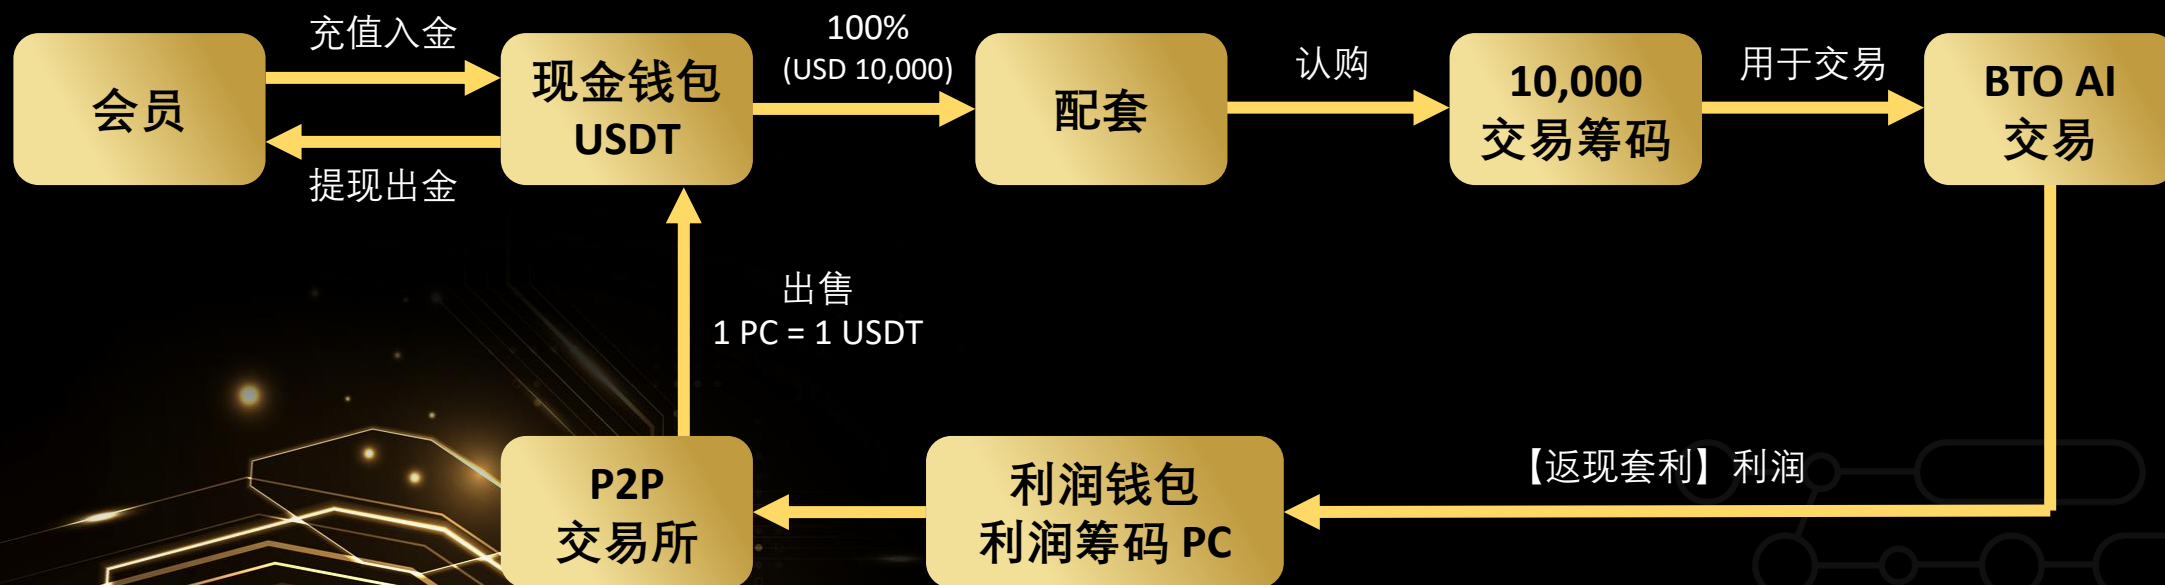 充值入金
100%
(USD 10,000)
会员
现金钱包
USDT
配套
认购
10,000
交易筹码
用于交易
BTO AI
交易
提现出金
出售
1 PC = 1 USDT
P2P
交易所
利润钱包
利润筹码 PC
【返现套利】利润